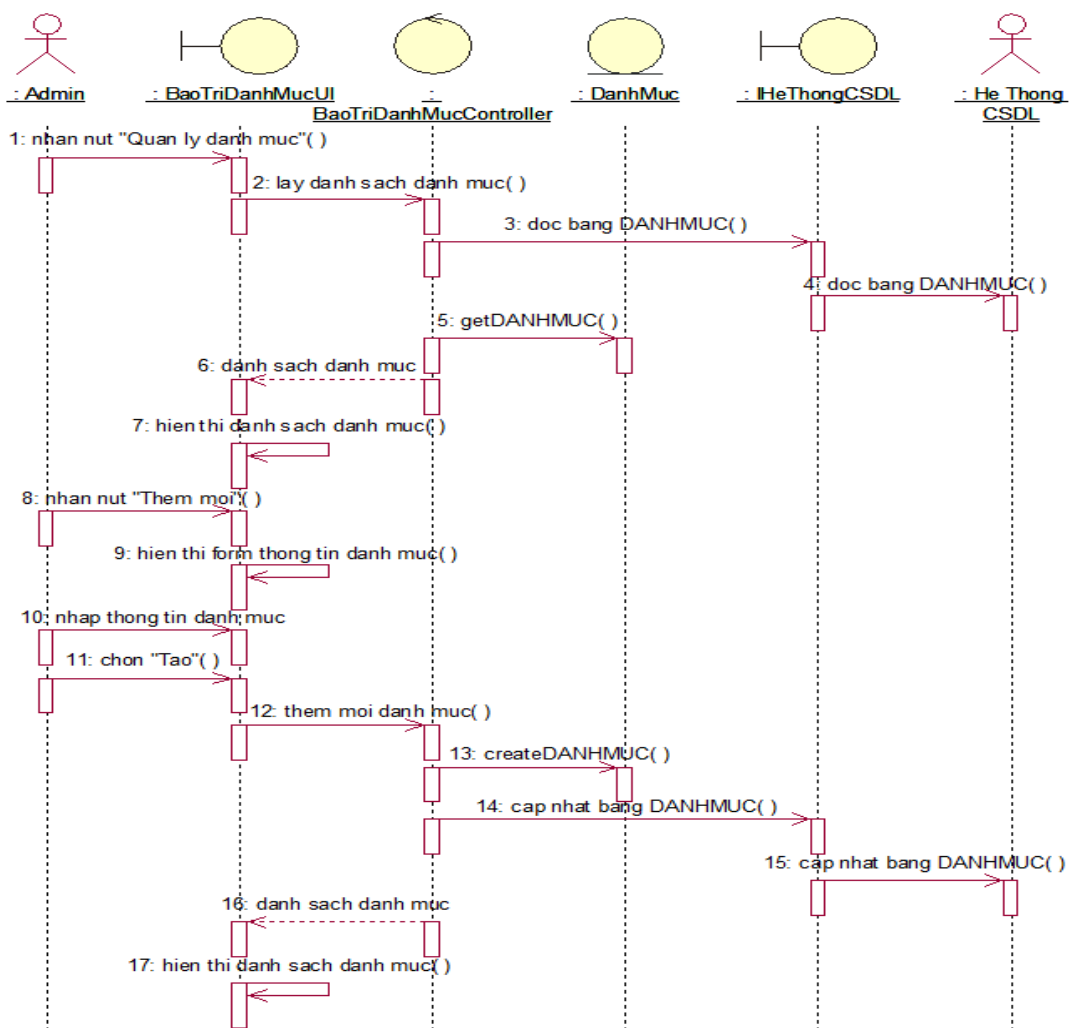 : Admin
: BaoTriDanhMucUI
:
BaoTriDanhMucController
: DanhMuc
: IHeThongCSDL
: He Thong
CSDL
1: nhan nut "Quan ly danh muc"( )
2: lay danh sach danh muc( )
3: doc bang DANHMUC( )
4: doc bang DANHMUC( )
5: getDANHMUC( )
6: danh sach danh muc
7: hien thi danh sach danh muc( )
8: nhan nut "Them moi"( )
9: hien thi form thong tin danh muc( )
10: nhap thong tin danh muc
11: chon "Tao"( )
12: them moi danh muc( )
13: createDANHMUC( )
14: cap nhat bang DANHMUC( )
15: cap nhat bang DANHMUC( )
16: danh sach danh muc
17: hien thi danh sach danh muc( )